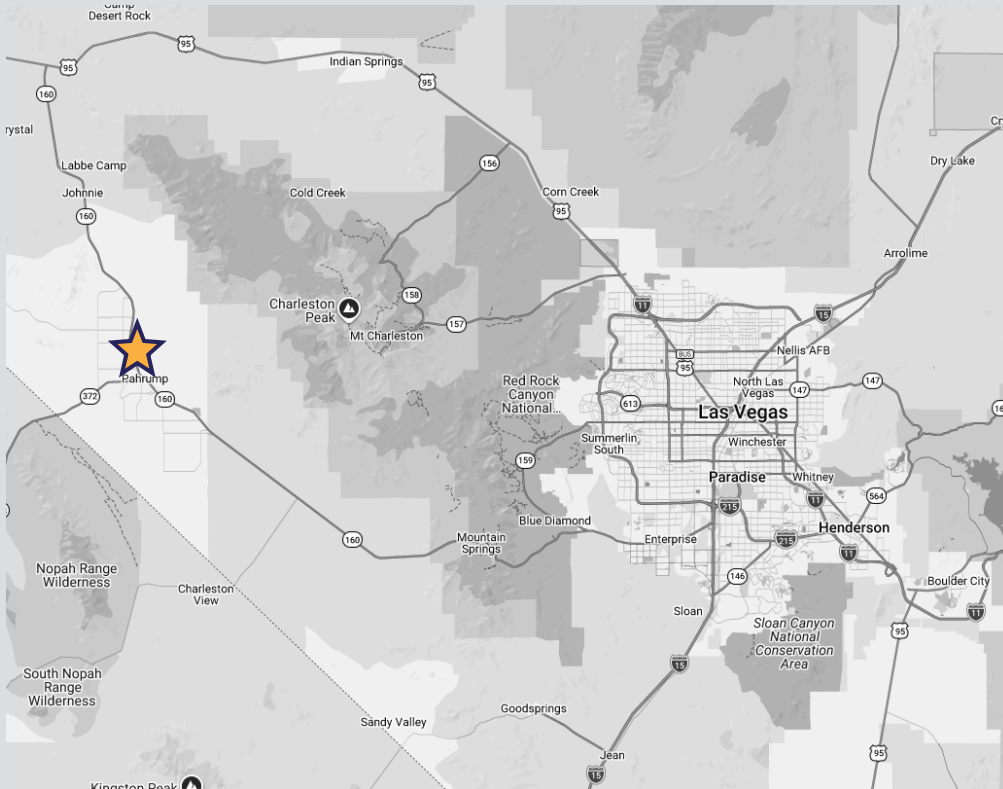 Camp
Desert Rock
95
95
Indian Springs
95
160
rystal
Labbe Camp
Johnnie
160
156
Cold Creek
Corn Creek
95
Dry Lake
Arrolime
Charleston
Peak
158
157
Mt Charleston
11
15
BUS
95
Nellis AFB
Pahrump
372
160
Red Rock
Canyon
National...
613
North Las
Vegas
147
147
Las Vegas
Winchester
Summerlin
South
159
Paradise
Whitney
564
215
11
Blue Diamond
Henderson
160
Mountain
Springs
Enterprise
215
11
Nopah Range
Wilderness
Charleston
View
146
Boulder City
11
Sloan
Sloan Canyon
National
Conservation
Area
95
15
South Nopah
Range
Wilderness
Goodsprings
Sandy Valley
Jean
95
15
Kingston Peak